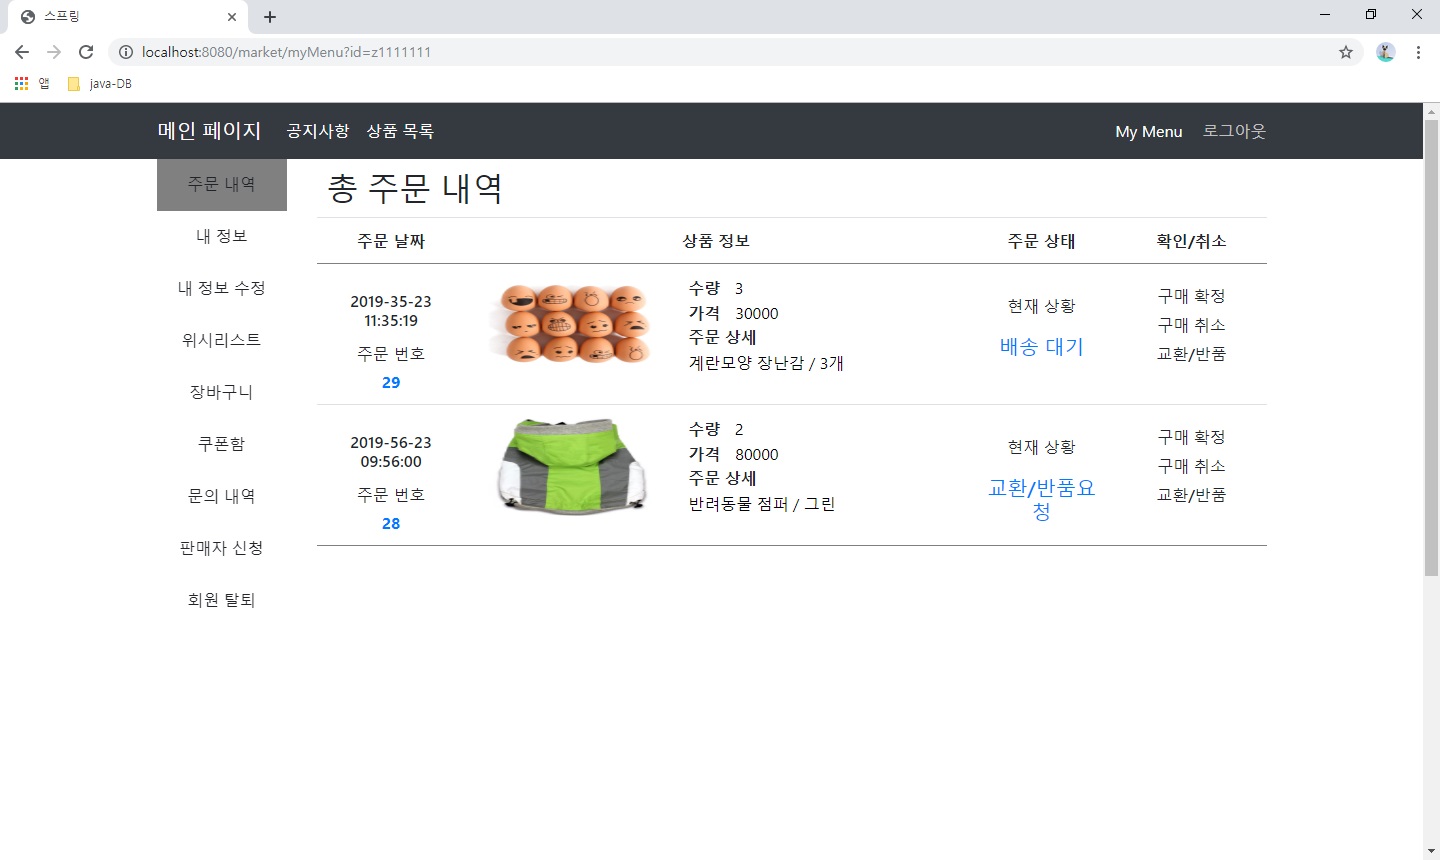 스프링
localhost:8080/market/myMenu?id=z1111111
앱 java-DB
메인 페이지 공지사항 상품 목록 My Menu 로그아웃
주문 내역
내 정보
내 정보 수정
위시리스트
장바구니
쿠폰함
문의 내역
판매자 신청
회원 탈퇴
총 주문 내역
주문 날짜 상품 정보 주문 상태 확인/취소
2019-35-23
11:35:19
주문 번호
29
수량 3
가격 30000
주문 상세
계란모양 장난감 / 3개
현재 상황
배송 대기
구매 확정
구매 취소
교환/반품
2019-56-23
09:56:00
주문 번호
28
수량 2
가격 80000
주문 상세
반려동물 점퍼 / 그린
현재 상황
교환/반품요
청
구매 확정
구매 취소
교환/반품